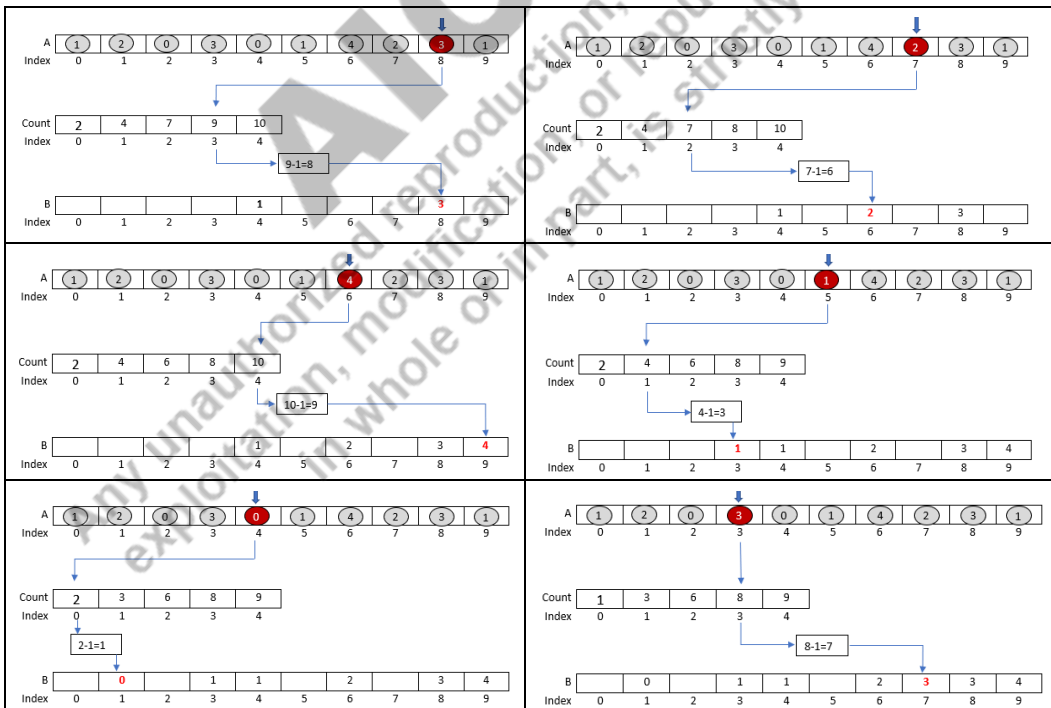 A 1 2 0 3 0 1 4 2 3 1
Index 0 1 2 3 4 5 6 7 8 9
Count 2 4 7 9 10
Index 0 1 2 3 4
9-1=8
B 1 3
Index 0 1 2 3 4 5 6 7 8 9
A 1 2 0 3 0 1 4 2 3 1
Index 0 1 2 3 4 5 6 7 8 9
Count 2 4 7 8 10
Index 0 1 2 3 4
7-1=6
B 1 2 3
Index 0 1 2 3 4 5 6 7 8 9
A 1 2 0 3 0 1 4 2 3 1
Index 0 1 2 3 4 5 6 7 8 9
Count 2 4 6 8 10
Index 0 1 2 3 4
10-1=9
B 1 2 3 4
Index 0 1 2 3 4 5 6 7 8 9
A 1 2 0 3 0 1 4 2 3 1
Index 0 1 2 3 4 5 6 7 8 9
Count 2 4 6 8 9
Index 0 1 2 3 4
4-1=3
B 1 1 2 3 4
Index 0 1 2 3 4 5 6 7 8 9
A 1 2 0 3 0 1 4 2 3 1
Index 0 1 2 3 4 5 6 7 8 9
Count 2 3 6 8 9
Index 0 1 2 3 4
2-1=1
B 0 1 1 2 3 4
Index 0 1 2 3 4 5 6 7 8 9
A 1 2 0 3 0 1 4 2 3 1
Index 0 1 2 3 4 5 6 7 8 9
Count 1 3 6 8 9
Index 0 1 2 3 4
8-1=7
B 0 1 1 2 3 3 4
Index 0 1 2 3 4 5 6 7 8 9
Any unauthorized reproduction,
exploitation, modification, or
in whole or in part, is strictly